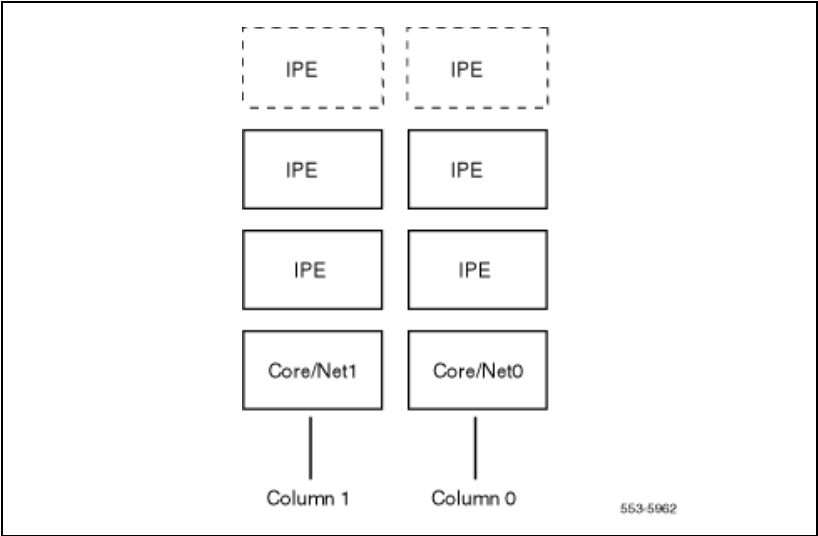 IPE IPE
IPE IPE
IPE IPE
Core/Net1 Core/Net0
Column 1 Column 0
553-5962